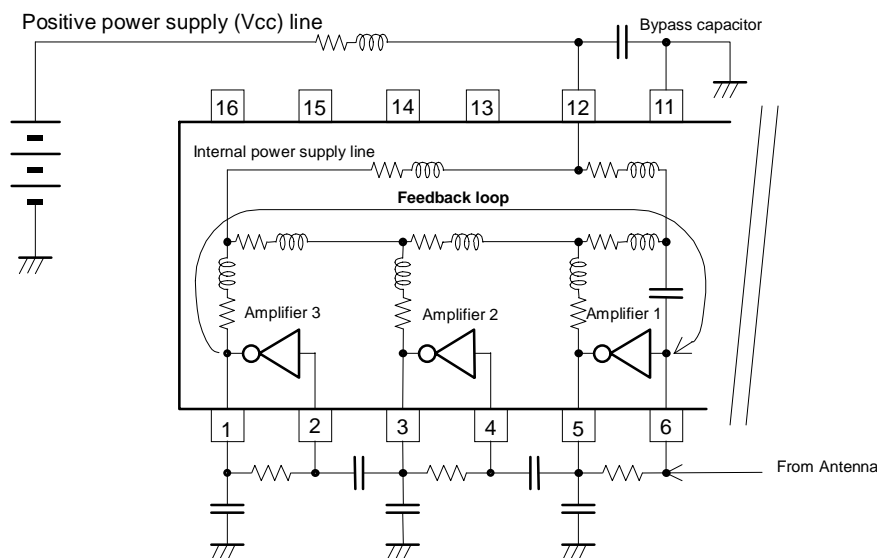 Positive power supply (Vcc) line
Bypass capacitor
16 15 14 13 12 11
Internal power supply line
Feedback loop
Amplifier 3 Amplifier 2 Amplifier 1
1 2 3 4 5 6
From Antenna